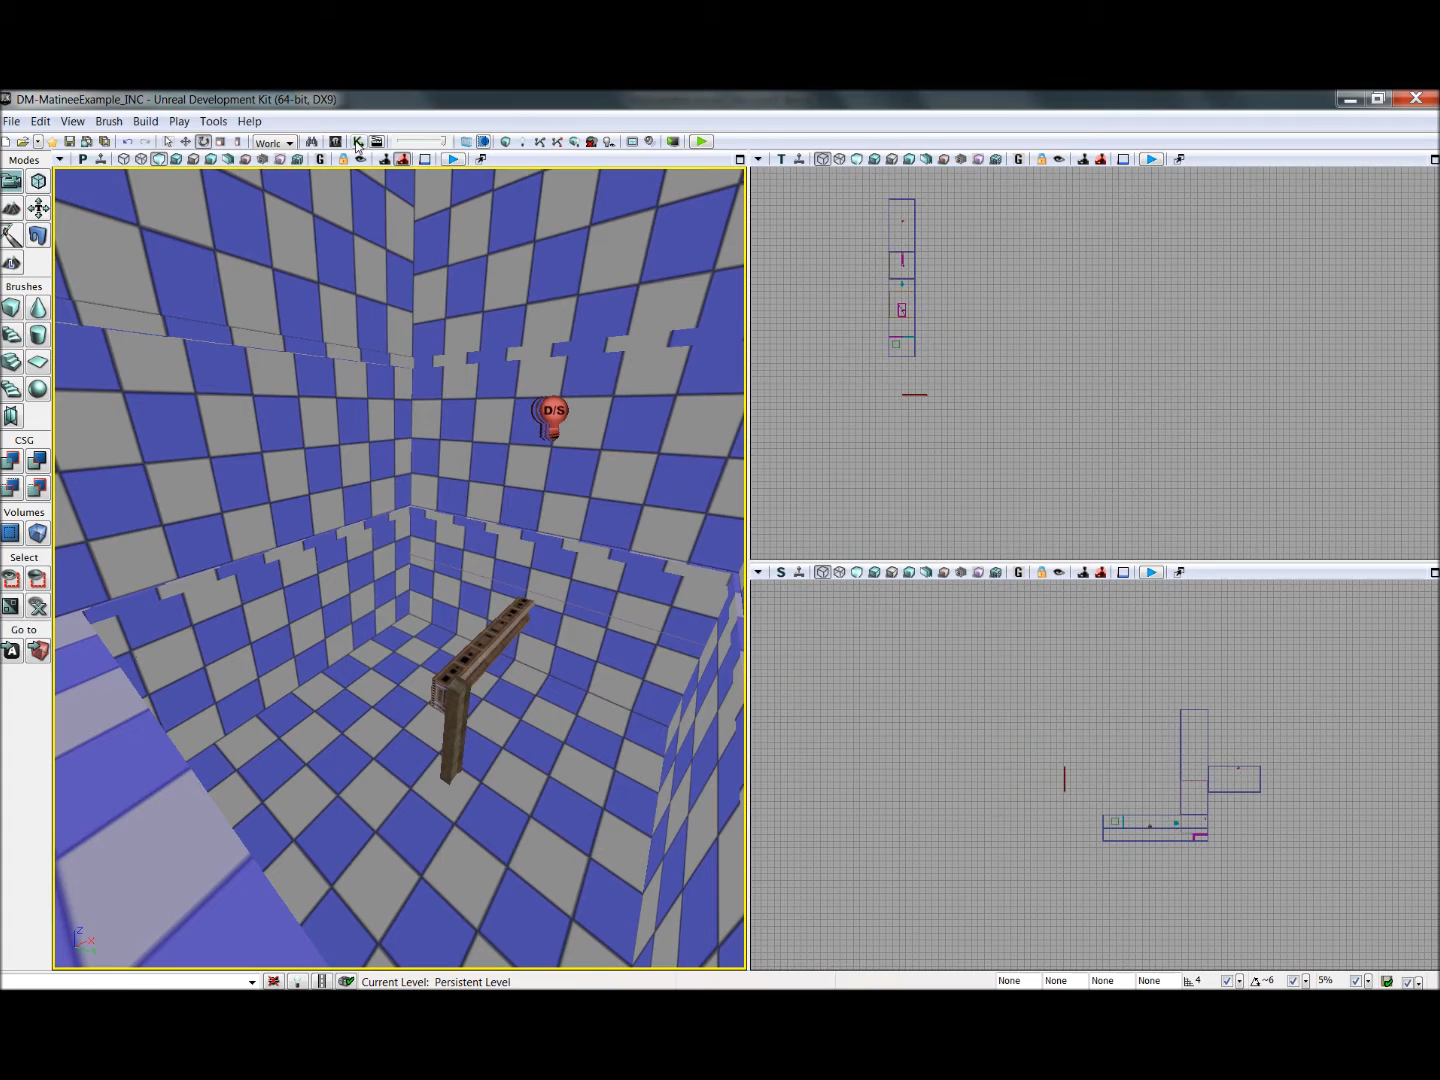 DM-MatineeExample_INC - Unreal Development Kit (64-bit, DX9)
File Edit View Brush Build Play Tools Help
Worlc
Modes
P G
T G
Brushes
CSG
Volumes
Select
Go to
D/S
S G
Z
X
Current Level: Persistent Level
None None None None 4 ~6 5%